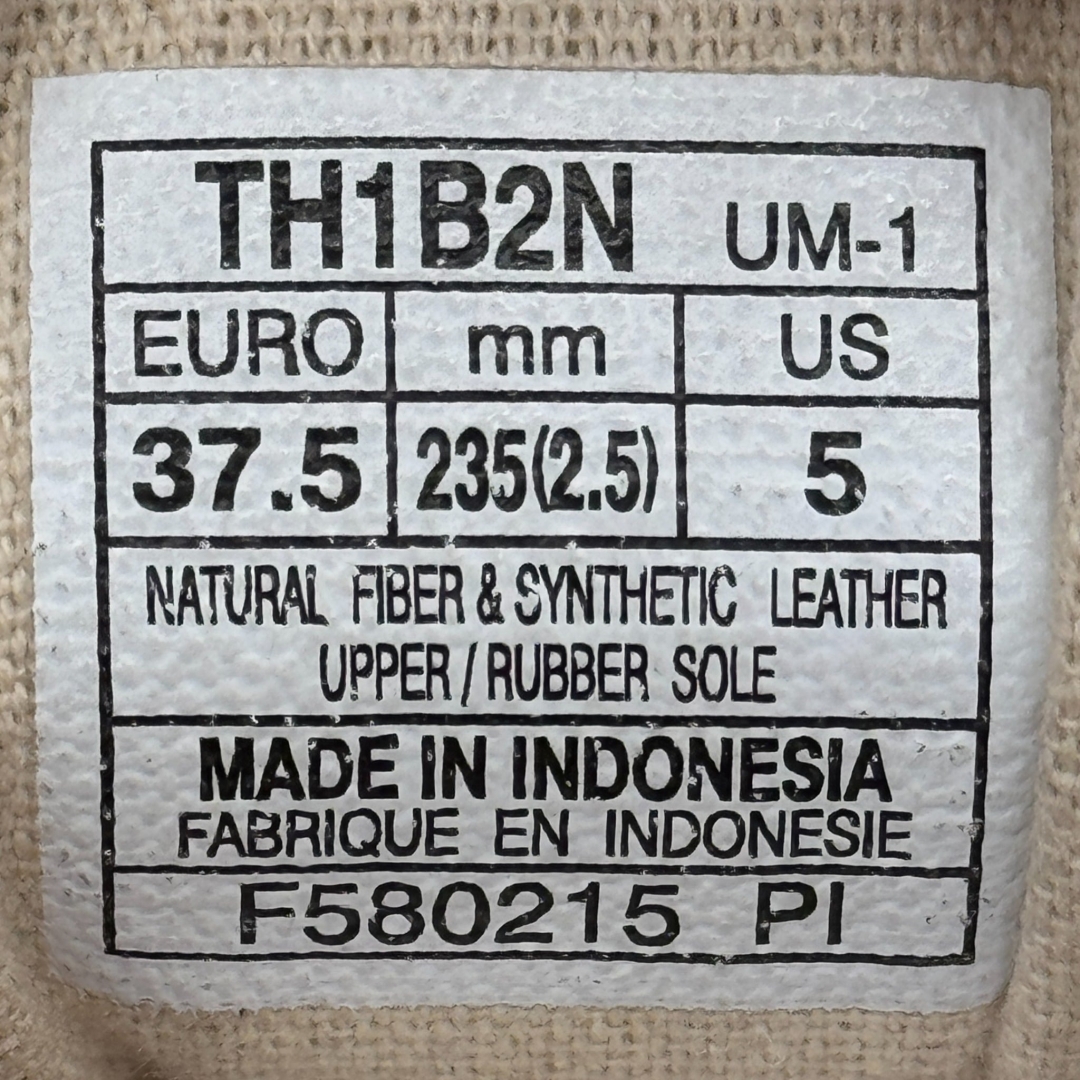 TH1B2N UM-1
EURO mm US
37.5 235(2.5) 5
NATURAL FIBER & SYNTHETIC LEATHER
UPPER / RUBBER SOLE
MADE IN INDONESIA
FABRIQUE EN INDONESIE
F580215 PI